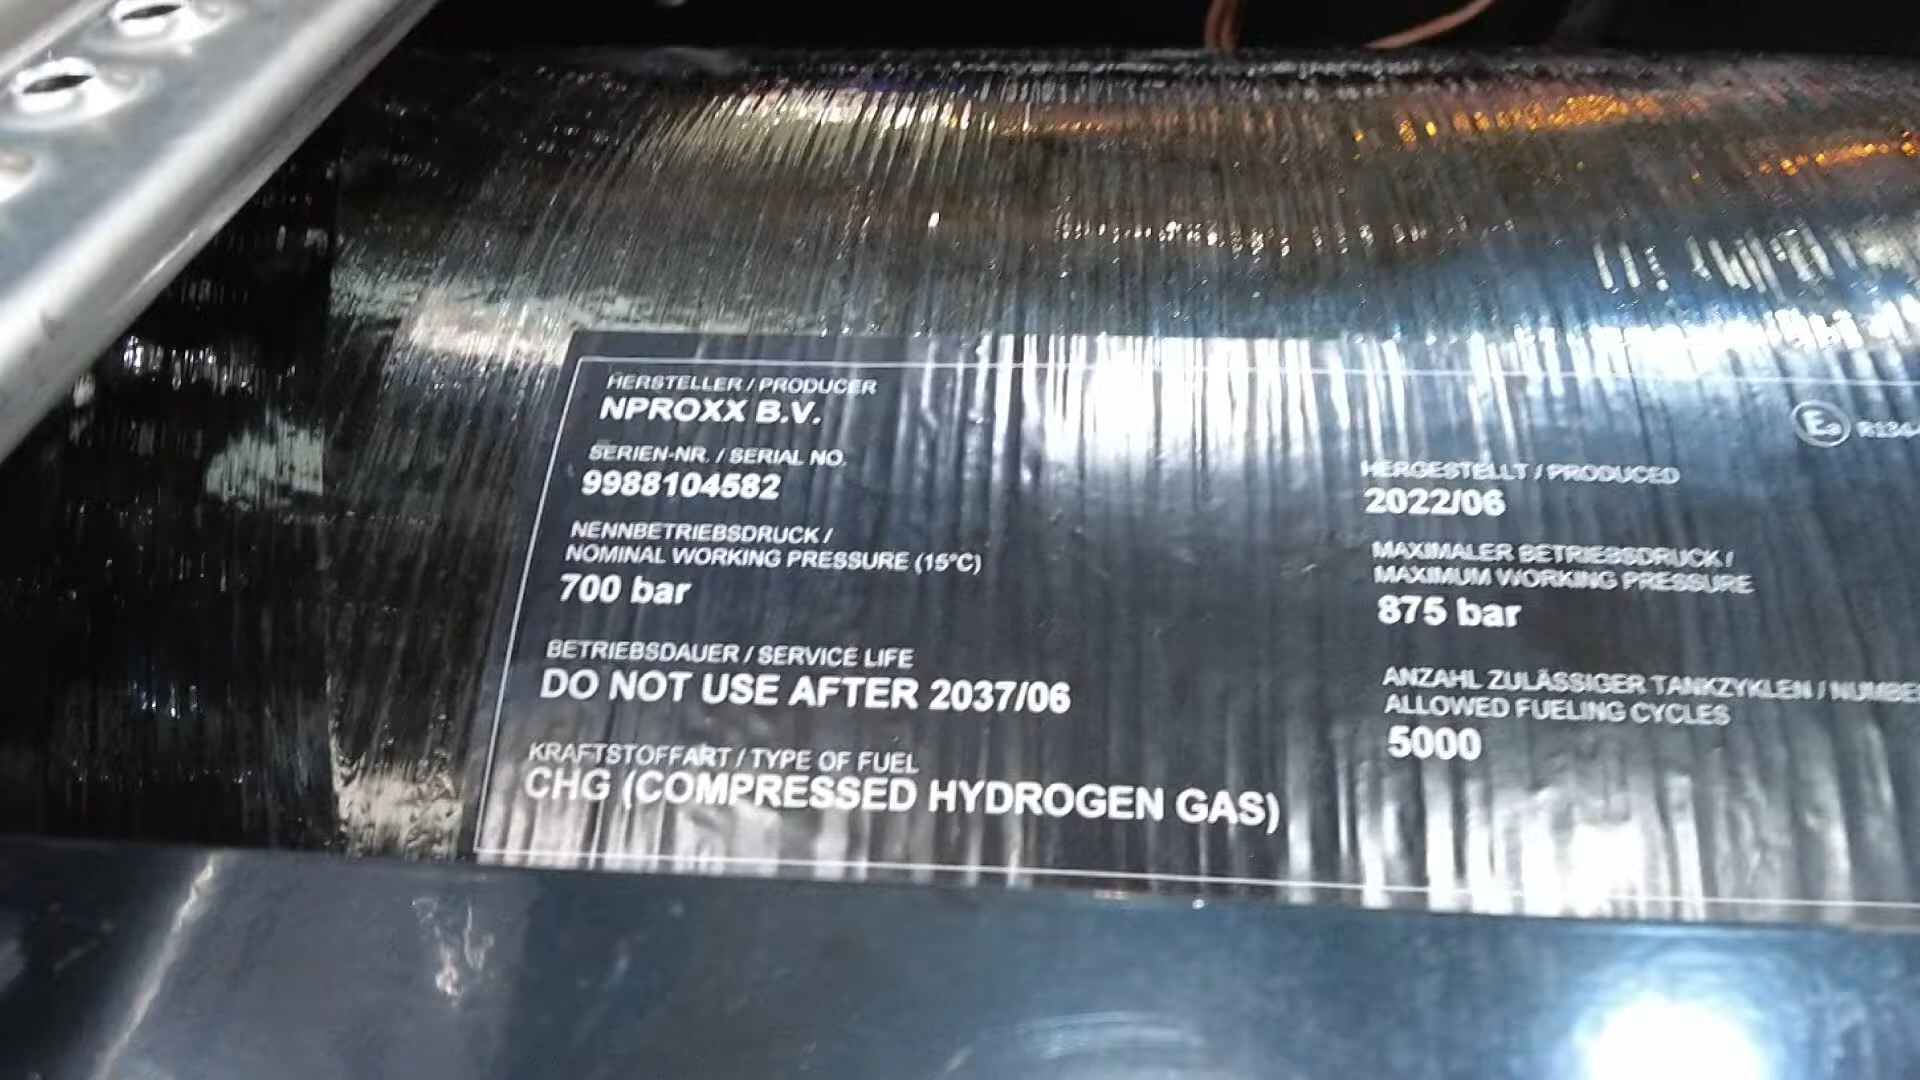 HERSTELLER / PRODUCER
NPROXX B.V.
SERIEN-NR. / SERIAL NO.
9988104582
NENNBETRIEBSDRUCK /
NOMINAL WORKING PRESSURE (15°C)
700 bar
BETRIEBSDAUER / SERVICE LIFE
DO NOT USE AFTER 2037/06
KRAFTSTOFFART / TYPE OF FUEL
CHG (COMPRESSED HYDROGEN GAS)
HERGESTELLT / PRODUCED
2022/06
MAXIMALER BETRIEBSDRUCK /
MAXIMUM WORKING PRESSURE
875 bar
ANZAHL ZULÄSSIGER TANKZYKLEN /
ALLOWED FUELING CYCLES
5000